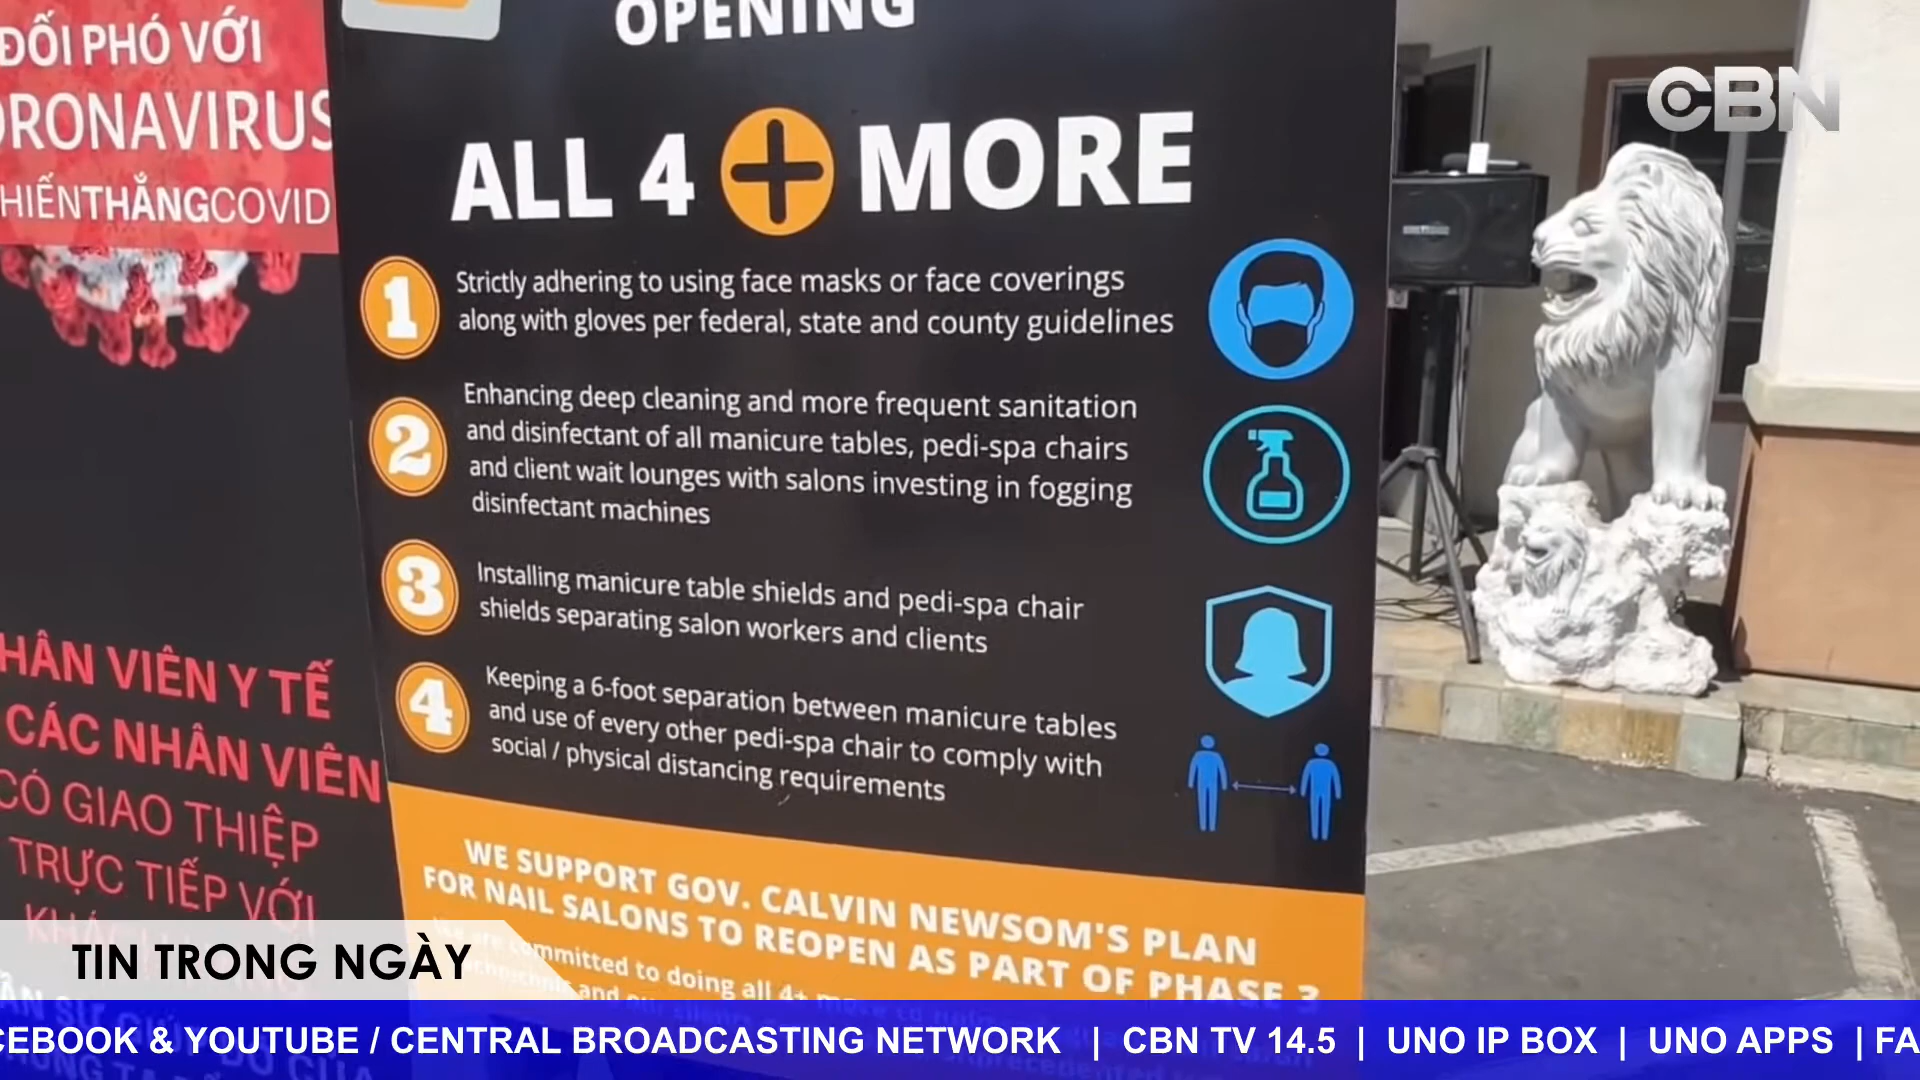 ĐỐI PHÓ VỚI
ORONAVIRUS
HIẾNTHẮNGCOVID
HÂN VIÊN Y TẾ
CÁC NHÂN VIÊN
CÓ GIAO THIỆP
TRỰC TIẾP VỚI
OPENING
ALL 4 + MORE
1
Strictly adhering to using face masks or face coverings
along with gloves per federal, state and county guidelines
2
Enhancing deep cleaning and more frequent sanitation
and disinfectant of all manicure tables, pedi-spa chairs
and client wait lounges with salons investing in fogging
disinfectant machines
3
Installing manicure table shields and pedi-spa chair
shields separating salon workers and clients
4
Keeping a 6-foot separation between manicure tables
and use of every other pedi-spa chair to comply with
social / physical distancing requirements
WE SUPPORT GOV. CALVIN NEWSOM'S PLAN
FOR NAIL SALONS TO REOPEN AS PART OF PHASE 3
committed to doing all 4+
and our
CBN
TIN TRONG NGÀY
CEBOOK & YOUTUBE / CENTRAL BROADCASTING NETWORK | CBN TV 14.5 | UNO IP BOX | UNO APPS | FA